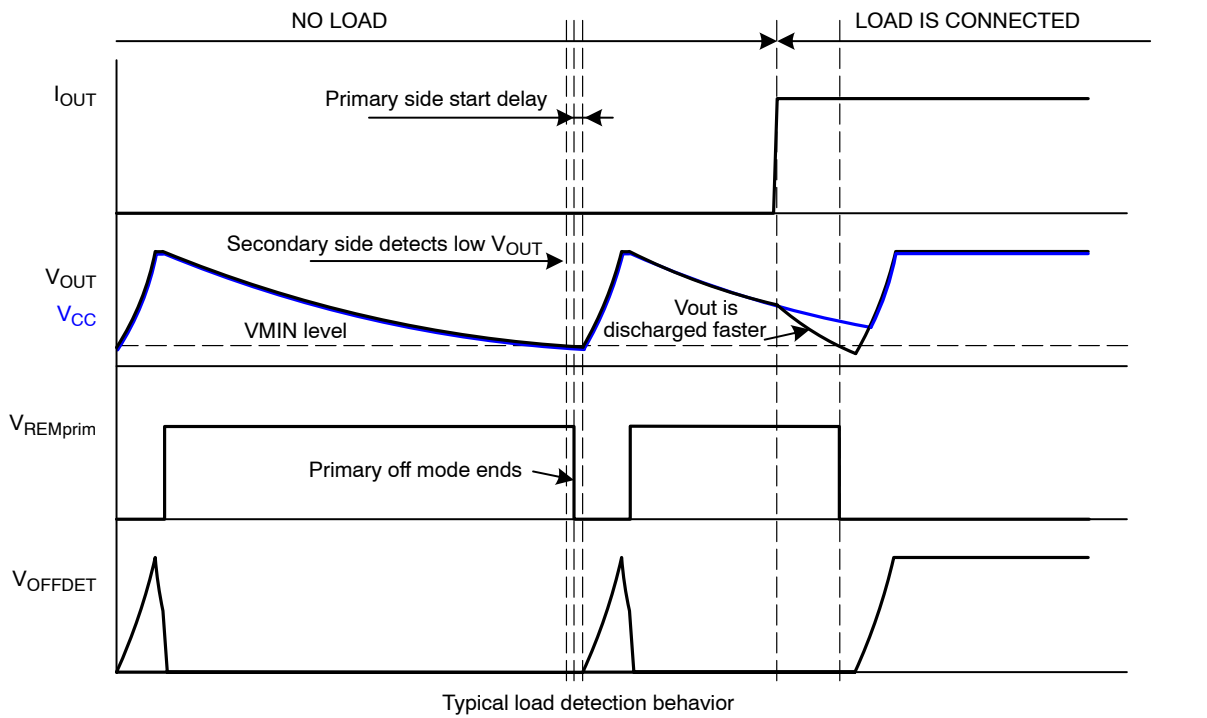 NO LOAD
LOAD IS CONNECTED
IOUT
Primary side start delay
Secondary side detects low VOUT
VOUT
VCC
VMIN level
Vout is
discharged faster
VREMprim
Primary off mode ends
VOFFDET
Typical load detection behavior